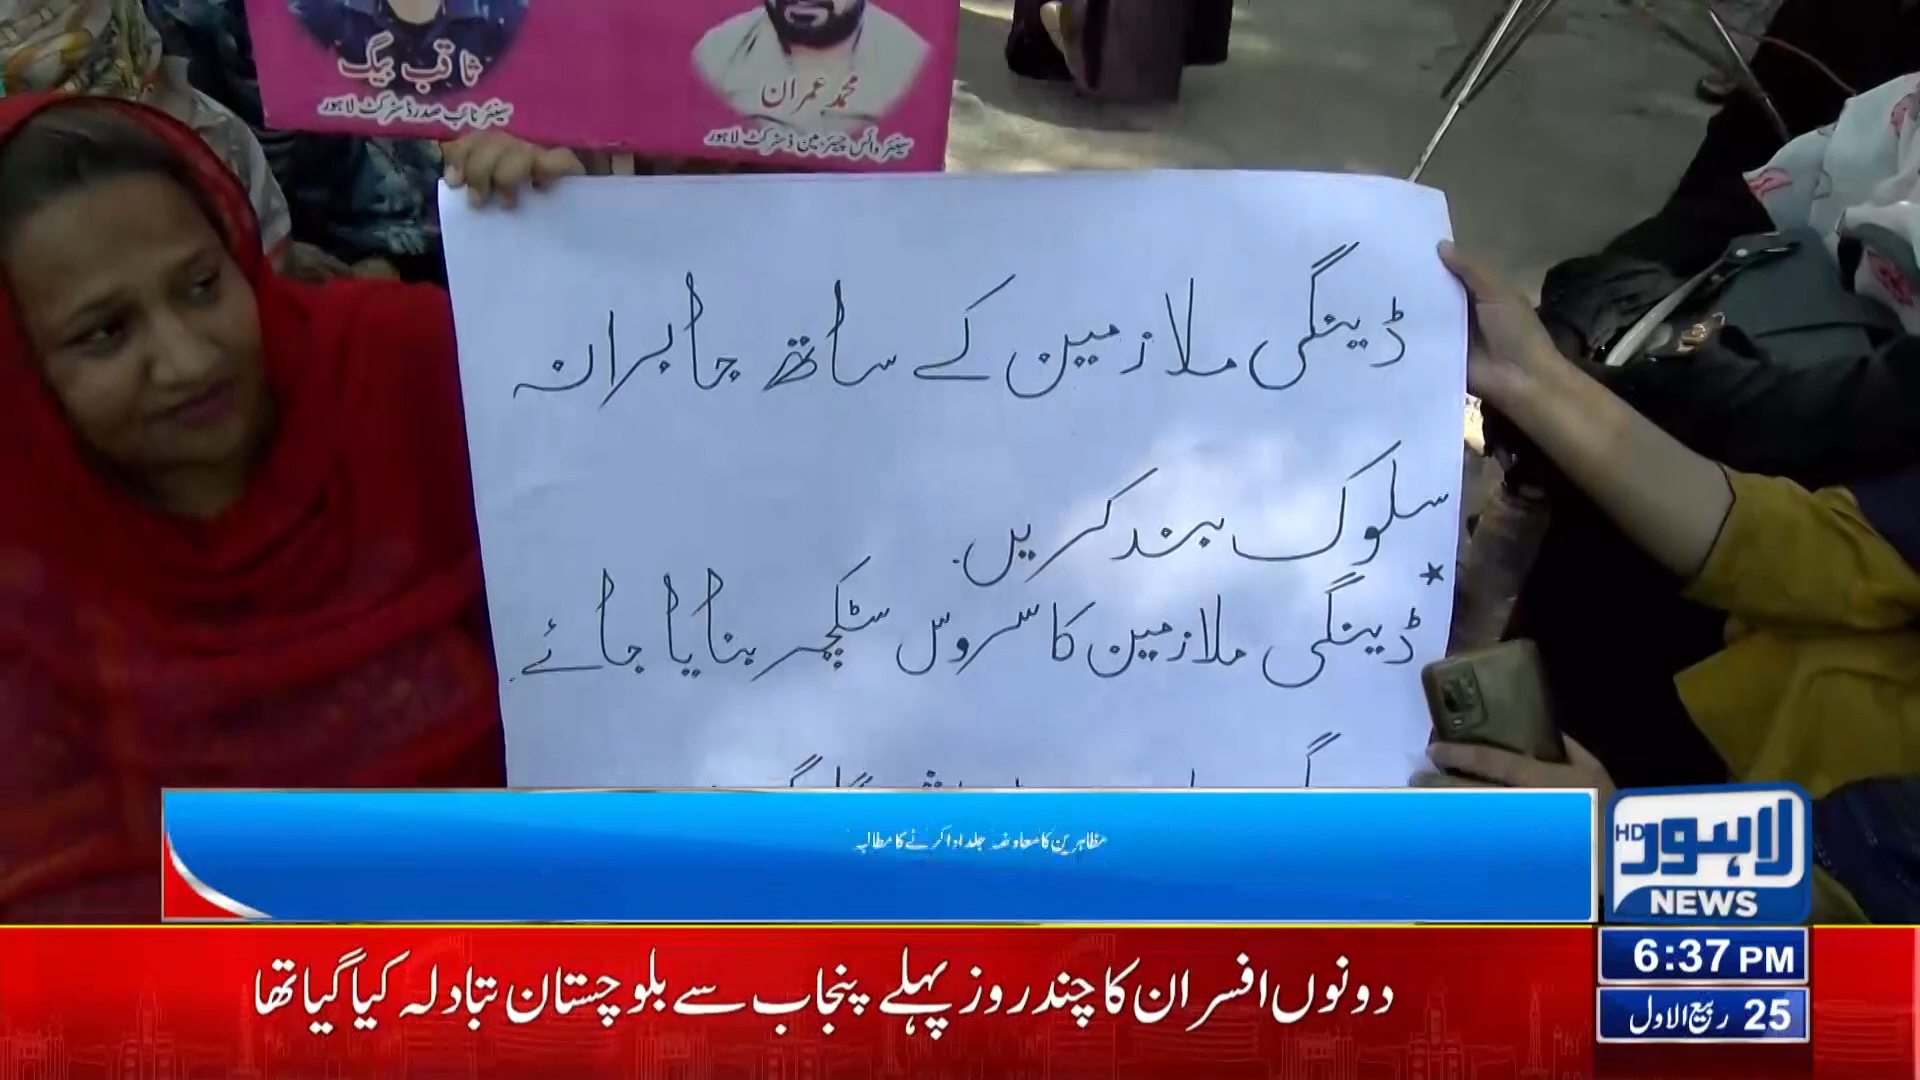 ثاقب بیگ
سینئر نائب صدر ڈسٹرکٹ لاہور
محمد عمران
سینئر وائس چیئرمین ڈسٹرکٹ لاہور
ڈینگی ملازمین کے ساتھ جابرانہ
سلوک بند کریں.
★ ڈینگی ملازمین کا سروس سٹکچر بنایا جائے.
مظاہرین کا معاوضہ جلد ادا کرنے کا مطالبہ
لاہور HD
NEWS
دونوں افسران کا چند روز پہلے پنجاب سے بلوچستان تبادلہ کیا گیا تھا
6:37 PM
25 ربیع الاول